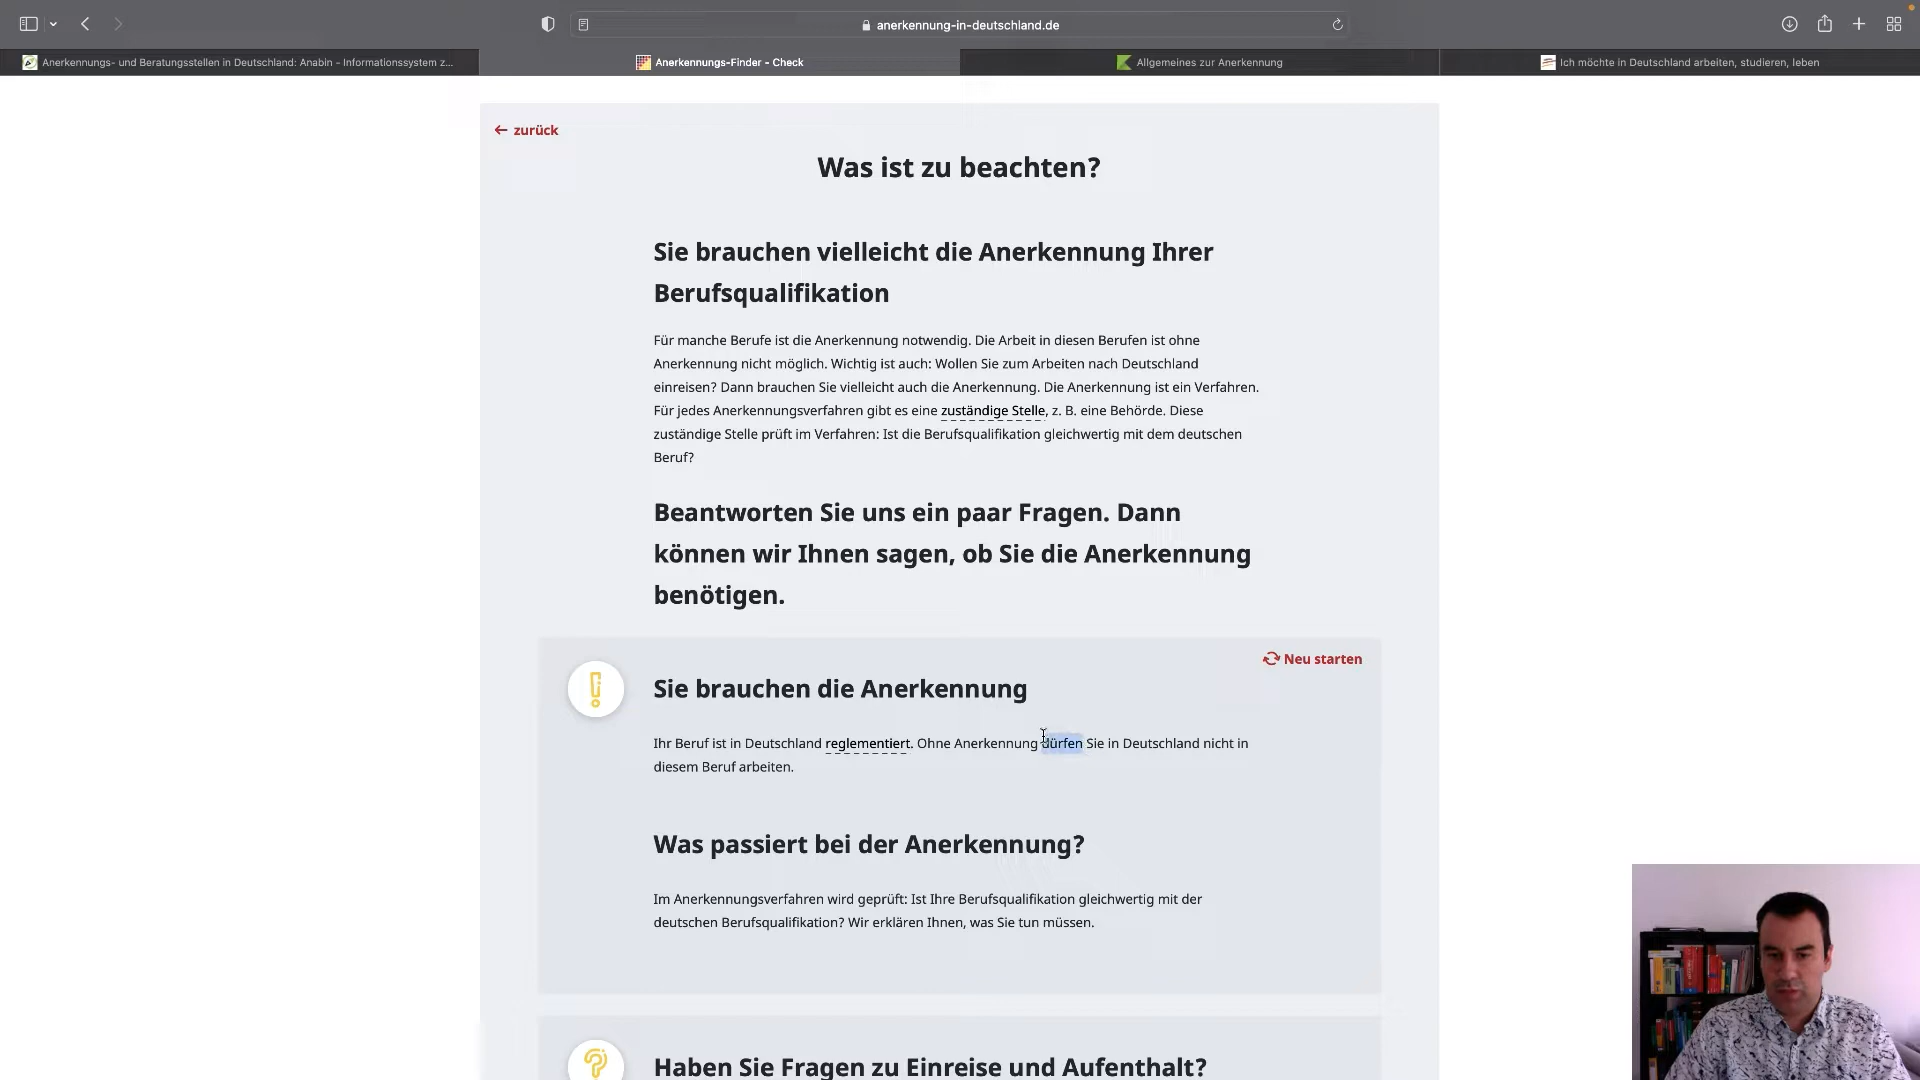 anerkennung-in-deutschland.de
Anerkennungs- und Beratungsstellen in Deutschland: Anabin - Informationssystem z...
Anerkennungs-Finder - Check
Allgemeines zur Anerkennung
Ich möchte in Deutschland arbeiten, studieren, leben
← zurück
Was ist zu beachten?
Sie brauchen vielleicht die Anerkennung Ihrer
Berufsqualifikation
Für manche Berufe ist die Anerkennung notwendig. Die Arbeit in diesen Berufen ist ohne
Anerkennung nicht möglich. Wichtig ist auch: Wollen Sie zum Arbeiten nach Deutschland
einreisen? Dann brauchen Sie vielleicht auch die Anerkennung. Die Anerkennung ist ein Verfahren.
Für jedes Anerkennungsverfahren gibt es eine zuständige Stelle, z. B. eine Behörde. Diese
zuständige Stelle prüft im Verfahren: Ist die Berufsqualifikation gleichwertig mit dem deutschen
Beruf?
Beantworten Sie uns ein paar Fragen. Dann
können wir Ihnen sagen, ob Sie die Anerkennung
benötigen.
Neu starten
Sie brauchen die Anerkennung
Ihr Beruf ist in Deutschland reglementiert. Ohne Anerkennung dürfen Sie in Deutschland nicht in
diesem Beruf arbeiten.
Was passiert bei der Anerkennung?
Im Anerkennungsverfahren wird geprüft: Ist Ihre Berufsqualifikation gleichwertig mit der
deutschen Berufsqualifikation? Wir erklären Ihnen, was Sie tun müssen.
Haben Sie Fragen zu Einreise und Aufenthalt?